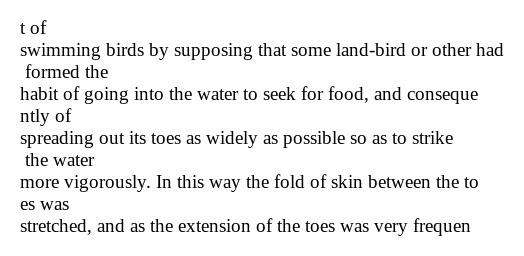 t of
swimming birds by supposing that some land-bird or other had
formed the
habit of going into the water to seek for food, and conseque
ntly of
spreading out its toes as widely as possible so as to strike
the water
more vigorously. In this way the fold of skin between the to
es was
stretched, and as the extension of the toes was very frequen